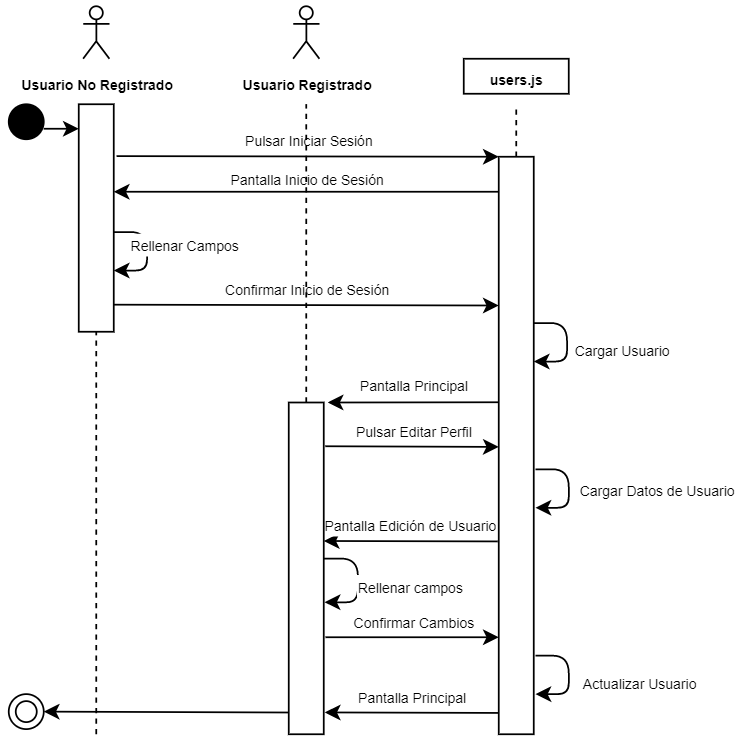 Usuario No Registrado
Usuario Registrado
users.js
Pulsar Iniciar Sesión
Pantalla Inicio de Sesión
Rellenar Campos
Confirmar Inicio de Sesión
Cargar Usuario
Pantalla Principal
Pulsar Editar Perfil
Cargar Datos de Usuario
Pantalla Edición de Usuario
Rellenar campos
Confirmar Cambios
Actualizar Usuario
Pantalla Principal